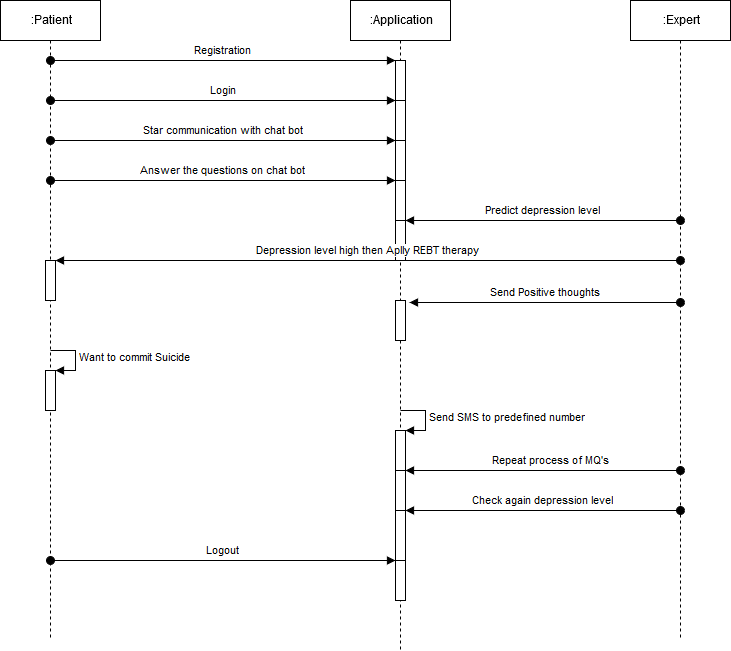 :Patient
:Application
:Expert
Registration
Login
Star communication with chat bot
Answer the questions on chat bot
Predict depression level
Depression level high then Aplly REBT therapy
Send Positive thoughts
Want to commit Suicide
Send SMS to predefined number
Repeat process of MQ's
Check again depression level
Logout